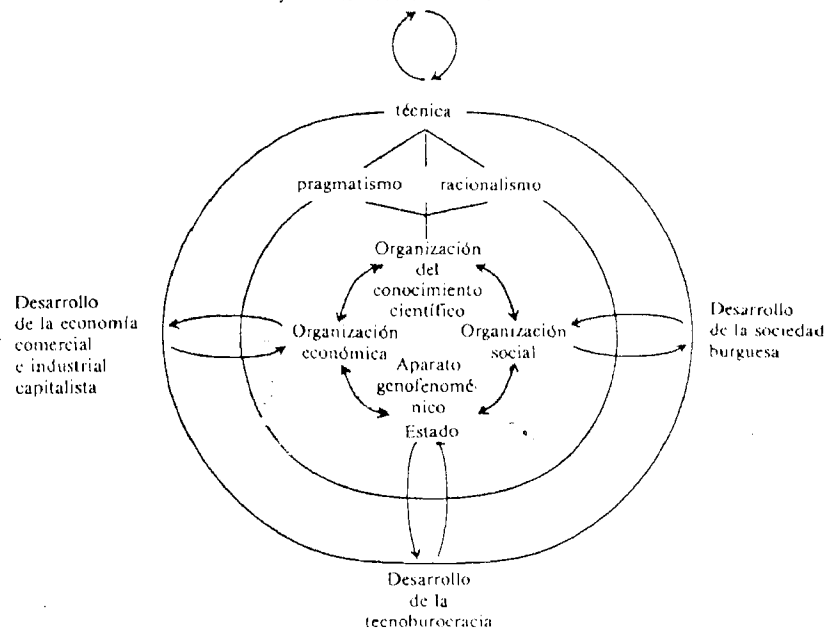 técnica
pragmatismo racionalismo
Organización
del
conocimiento
científico
Desarrollo
de la economía
comercial
e industrial
capitalista
Organización
económica
Organización
social
Desarrollo
de la sociedad
burguesa
Aparato
genofenomé-
nico
Estado
Desarrollo
de la
tecnoburocracia